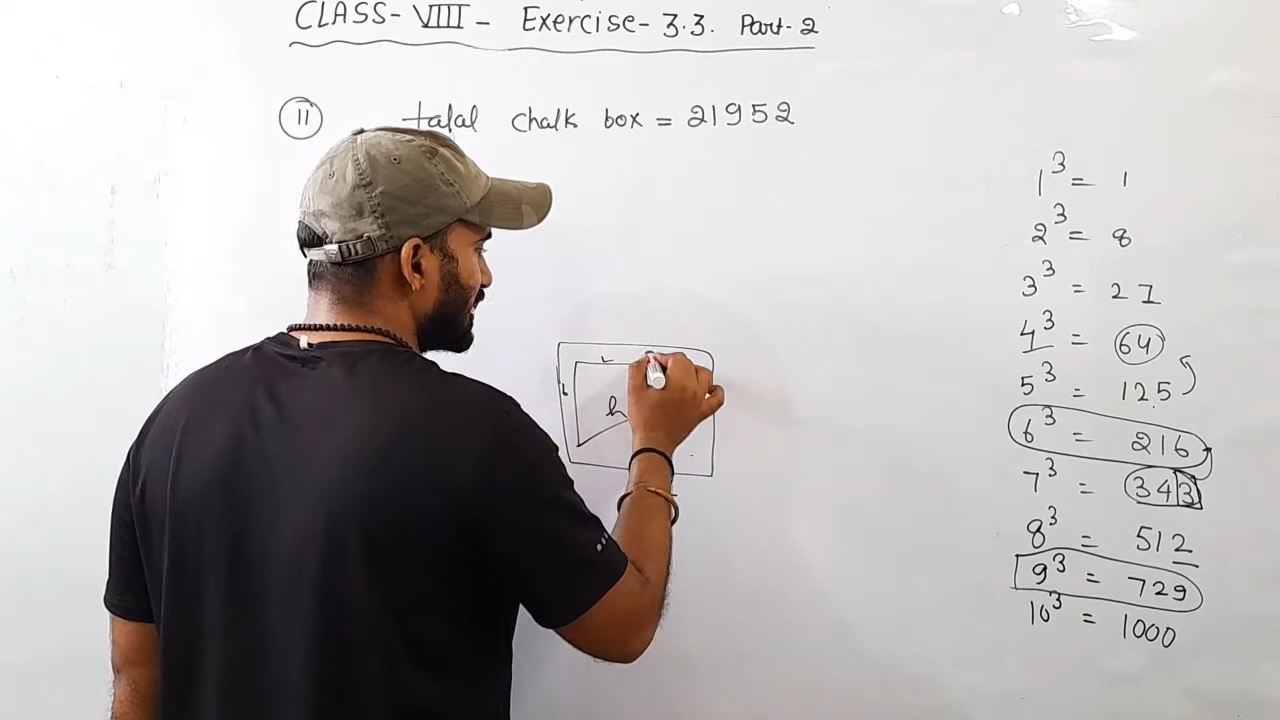 CLASS-VIII- Exercise-3.3. Part-2
11 total chalk box = 21952
1³ = 1
2³ = 8
3³ = 27
4³ = 64
5³ = 125
6³ = 216
7³ = 343
8³ = 512
9³ = 729
10³ = 1000
h